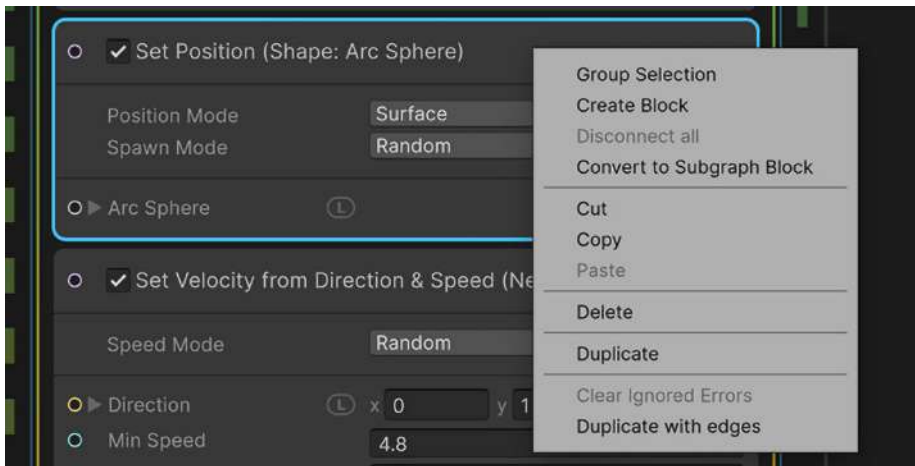 Set Position (Shape: Arc Sphere)
Position Mode
Surface
Spawn Mode
Random
Arc Sphere
L
Set Velocity from Direction & Speed (Ne
Speed Mode
Random
Direction
L
x 0
y 1
Min Speed
4.8
Group Selection
Create Block
Disconnect all
Convert to Subgraph Block
Cut
Copy
Paste
Delete
Duplicate
Clear Ignored Errors
Duplicate with edges